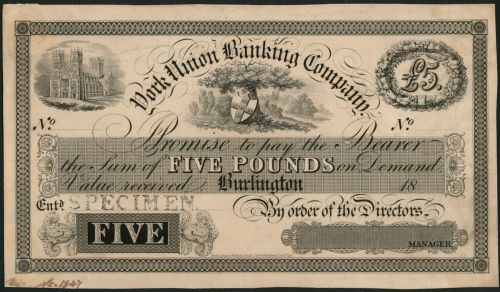 York Union Banking Company.
£5.
No No
Promise to pay the Bearer
the Sum of FIVE POUNDS on Demand
Value received Burlington 18
Entd SPECIMEN
By order of the Directors.
FIVE
MANAGER
1847